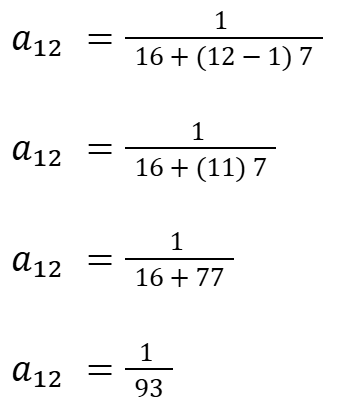 a₁₂ = 1 / 16 + (12 − 1) 7
a₁₂ = 1 / 16 + (11) 7
a₁₂ = 1 / 16 + 77
a₁₂ = 1 / 93